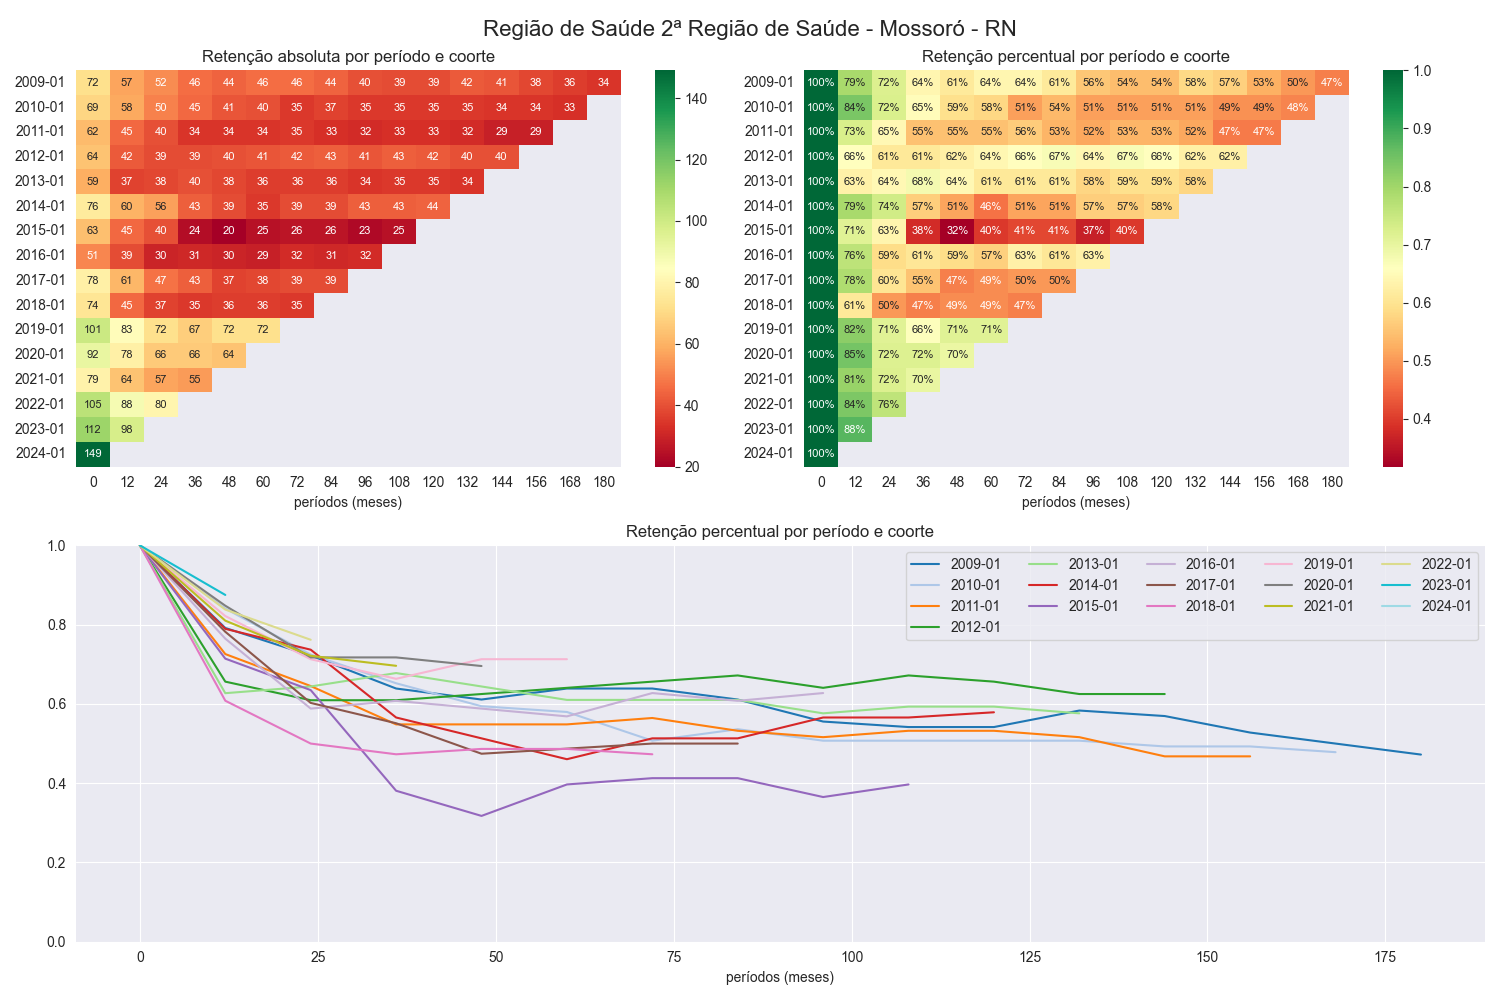 Região de Saúde 2ª Região de Saúde - Mossoró - RN
Retenção absoluta por período e coorte
2009-01 72 57 52 46 44 46 46 44 40 39 39 42 41 38 36 34
2010-01 69 58 50 45 41 40 35 37 35 35 35 35 34 34 33
2011-01 62 45 40 34 34 34 35 33 32 33 33 32 29 29
2012-01 64 42 39 39 40 41 42 43 41 43 42 40 40
2013-01 59 37 38 40 38 36 36 36 34 35 35 34
2014-01 76 60 56 43 39 35 39 39 43 43 44
2015-01 63 45 40 24 20 25 26 26 23 25
2016-01 51 39 30 31 30 29 32 31 32
2017-01 78 61 47 43 37 38 39 39
2018-01 74 45 37 35 36 36 35
2019-01 101 83 72 67 72 72
2020-01 92 78 66 66 64
2021-01 79 64 57 55
2022-01 105 88 80
2023-01 112 98
2024-01 149
0 12 24 36 48 60 72 84 96 108 120 132 144 156 168 180
períodos (meses)
140
120
100
80
60
40
20
Retenção percentual por período e coorte
2009-01 100% 79% 72% 64% 61% 64% 64% 61% 56% 54% 54% 58% 57% 53% 50% 47%
2010-01 100% 84% 72% 65% 59% 58% 51% 54% 51% 51% 51% 51% 49% 49% 48%
2011-01 100% 73% 65% 55% 55% 55% 56% 53% 52% 53% 53% 52% 47% 47%
2012-01 100% 66% 61% 61% 62% 64% 66% 67% 64% 67% 66% 62% 62%
2013-01 100% 63% 64% 68% 64% 61% 61% 61% 58% 59% 59% 58%
2014-01 100% 79% 74% 57% 51% 46% 51% 51% 57% 57% 58%
2015-01 100% 71% 63% 38% 32% 40% 41% 41% 37% 40%
2016-01 100% 76% 59% 61% 59% 57% 63% 61% 63%
2017-01 100% 78% 60% 55% 47% 49% 50% 50%
2018-01 100% 61% 50% 47% 49% 49% 47%
2019-01 100% 82% 71% 66% 71% 71%
2020-01 100% 85% 72% 72% 70%
2021-01 100% 81% 72% 70%
2022-01 100% 84% 76%
2023-01 100% 88%
2024-01 100%
0 12 24 36 48 60 72 84 96 108 120 132 144 156 168 180
períodos (meses)
1.0
0.9
0.8
0.7
0.6
0.5
0.4
Retenção percentual por período e coorte
1.0
0.8
0.6
0.4
0.2
0.0
2009-01 2013-01 2016-01 2019-01 2022-01
2010-01 2014-01 2017-01 2020-01 2023-01
2011-01 2015-01 2018-01 2021-01 2024-01
2012-01
0 25 50 75 100 125 150 175
períodos (meses)